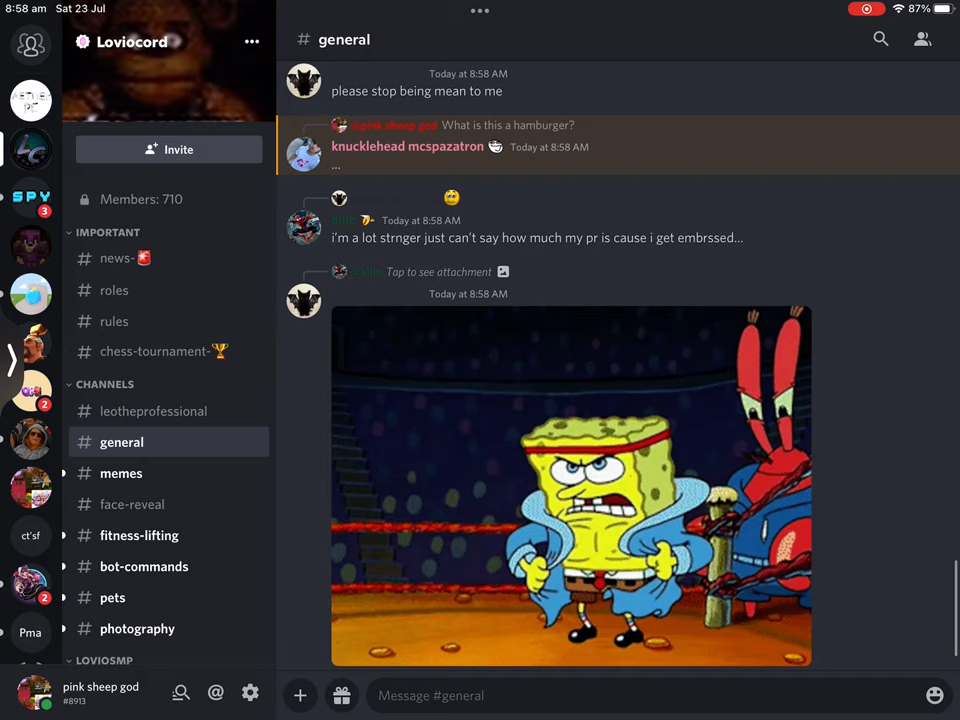 8:58 am Sat 23 Jul
87%
Loviocord
Invite
Members: 710
IMPORTANT
news-
roles
rules
chess-tournament-
CHANNELS
leotheprofessional
general
memes
face-reveal
fitness-lifting
bot-commands
pets
photography
LOVIOSMP
SPY
3
2
ct'sf
2
Pma
pink sheep god
#8913
general
Today at 8:58 AM
please stop being mean to me
pink sheep god What is this a hamburger?
knucklehead mcspazatron Today at 8:58 AM
...
Today at 8:58 AM
i'm a lot strnger just can't say how much my pr is cause i get embrssed...
Tap to see attachment
Today at 8:58 AM
Message #general